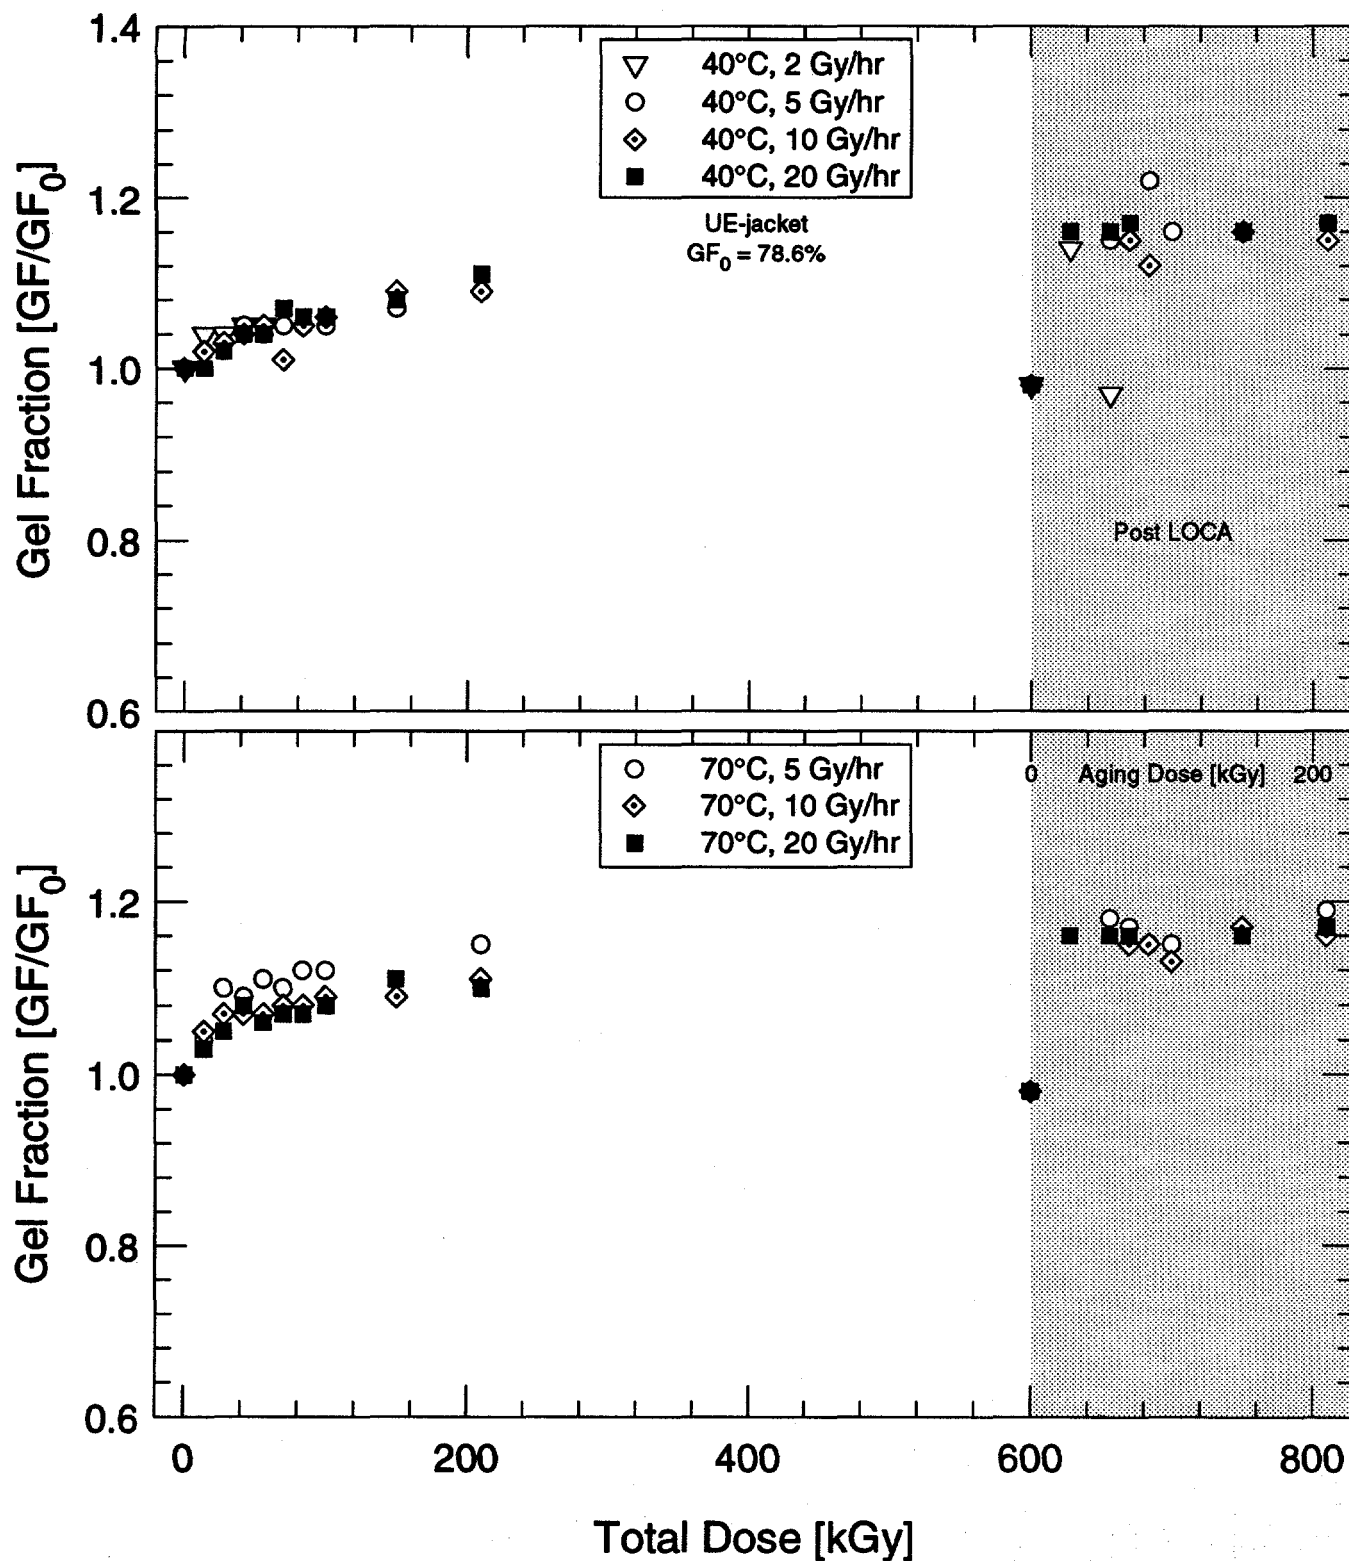 1.4
1.2
1.0
0.8
0.6
Gel Fraction [GF/GF0]
40°C, 2 Gy/hr
40°C, 5 Gy/hr
40°C, 10 Gy/hr
40°C, 20 Gy/hr
UE-jacket
GF0 = 78.6%
Post LOCA
1.2
1.0
0.8
0.6
Gel Fraction [GF/GF0]
70°C, 5 Gy/hr
70°C, 10 Gy/hr
70°C, 20 Gy/hr
0 Aging Dose [kGy] 200
0 200 400 600 800
Total Dose [kGy]